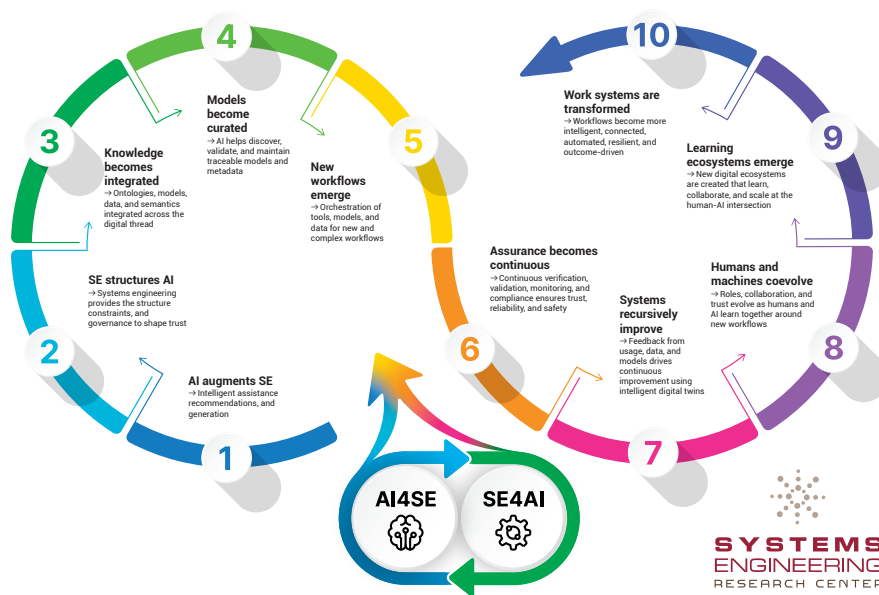 1
AI augments SE
→ Intelligent assistance
recommendations, and
generation
2
SE structures AI
→ Systems engineering
provides the structure
constraints, and
governance to shape trust
3
Knowledge
becomes
integrated
→ Ontologies, models,
data, and semantics
integrated across the
digital thread
4
Models
become
curated
→ AI helps discover,
validate, and maintain
traceable models and
metadata
5
New
workflows
emerge
→ Orchestration of
tools, models, and
data for new and
complex workflows
6
Assurance becomes
continuous
→ Continuous verification,
validation, monitoring, and
compliance ensures trust,
reliability, and safety
7
Systems
recursively
improve
→ Feedback from
usage, data, and
models drives
continuous
improvement using
intelligent digital twins
8
Humans and
machines coevolve
→ Roles, collaboration, and
trust evolve as humans and
AI learn together around
new workflows
9
Learning
ecosystems emerge
→ New digital ecosystems
are created that learn,
collaborate, and scale at the
human-AI intersection
10
Work systems are
transformed
→ Workflows become more
intelligent, connected,
automated, resilient, and
outcome-driven
AI4SE
SE4AI
SYSTEMS
ENGINEERING
RESEARCH CENTER